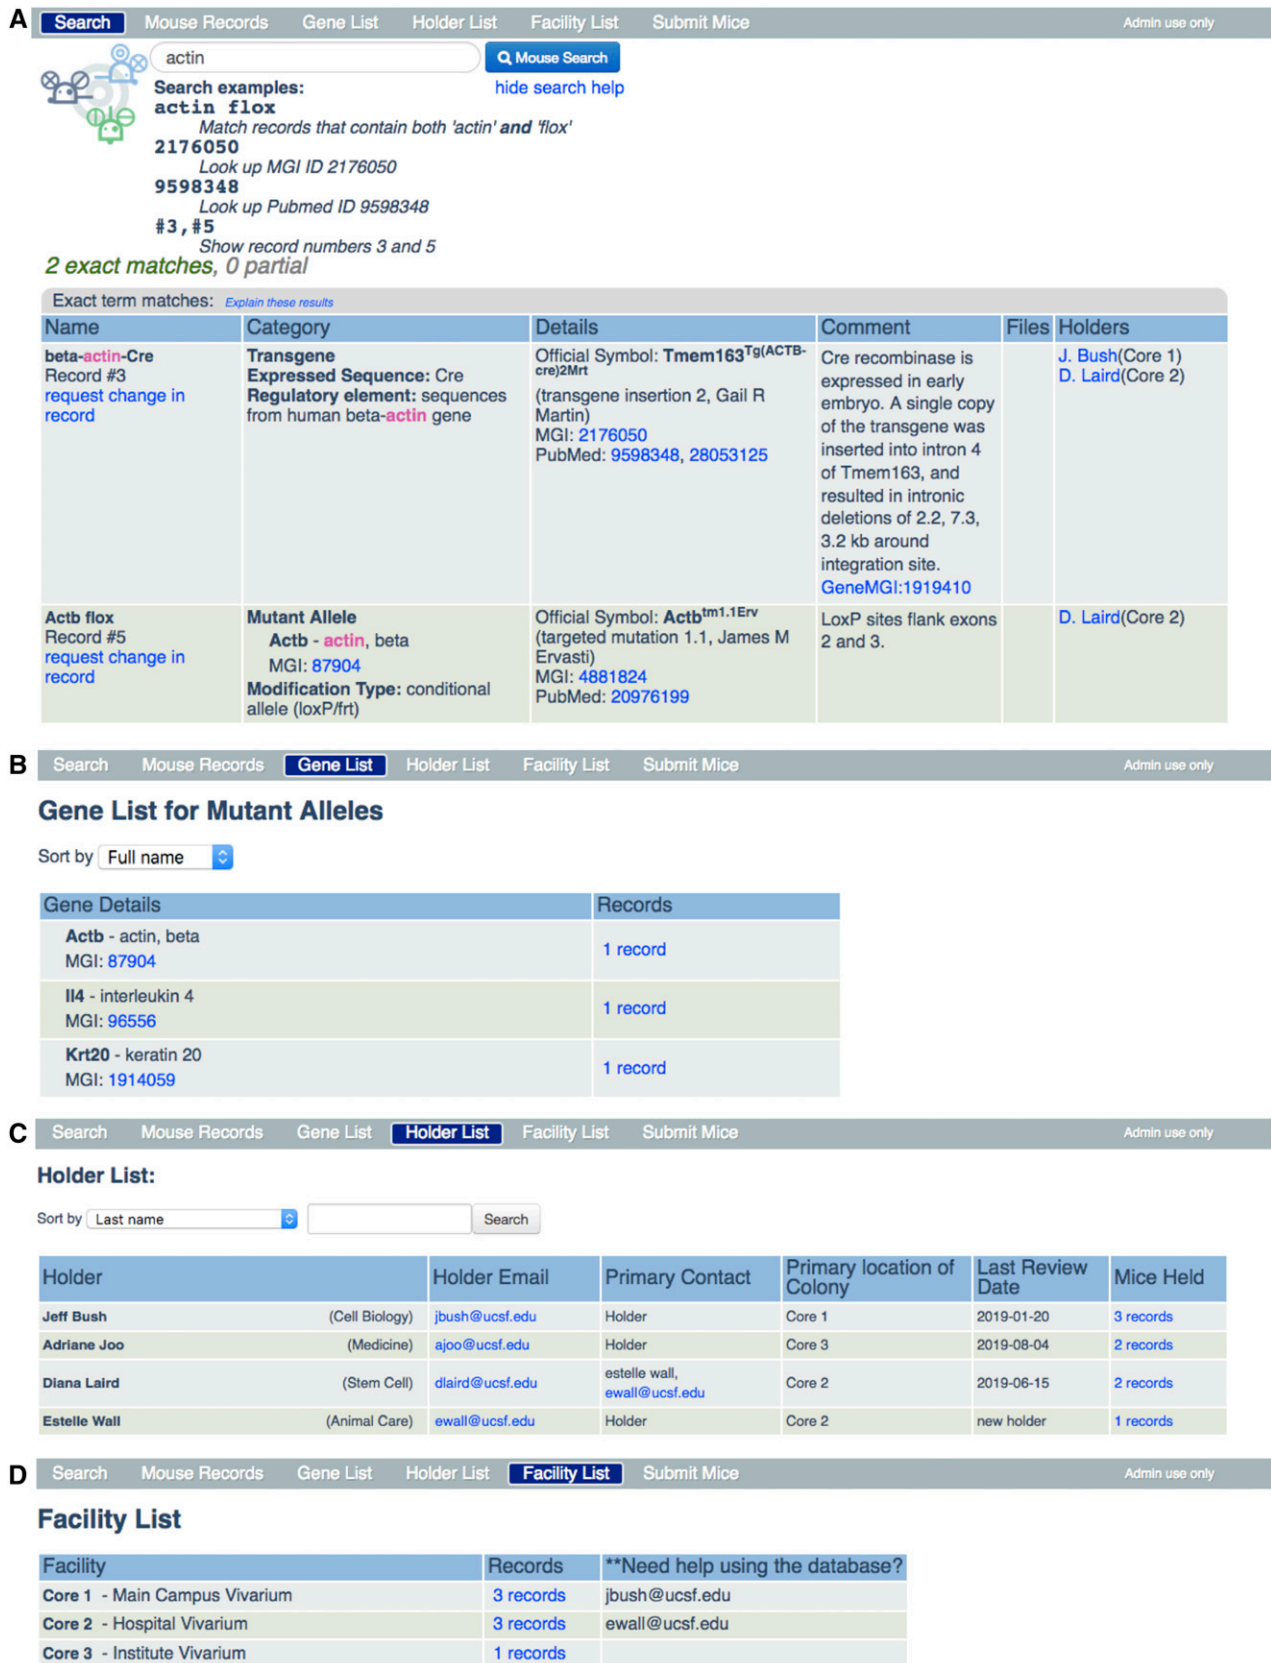 A
Search Mouse Records Gene List Holder List Facility List Submit Mice Admin use only
actin Mouse Search
Search examples: hide search help
actin flox
Match records that contain both 'actin' and 'flox'
2176050
Look up MGI ID 2176050
9598348
Look up Pubmed ID 9598348
#3,#5
Show record numbers 3 and 5
2 exact matches, 0 partial
Exact term matches: Explain these results
Name Category Details Comment Files Holders
beta-actin-Cre
Record #3
request change in
record
Transgene
Expressed Sequence: Cre
Regulatory element: sequences
from human beta-actin gene
Official Symbol: Tmem163Tg(ACTB-
cre)2Mrt
(transgene insertion 2, Gail R
Martin)
MGI: 2176050
PubMed: 9598348, 28053125
Cre recombinase is
expressed in early
embryo. A single copy
of the transgene was
inserted into intron 4
of Tmem163, and
resulted in intronic
deletions of 2.2, 7.3,
3.2 kb around
integration site.
GeneMGI:1919410
J. Bush(Core 1)
D. Laird(Core 2)
Actb flox
Record #5
request change in
record
Mutant Allele
Actb - actin, beta
MGI: 87904
Modification Type: conditional
allele (loxP/frt)
Official Symbol: Actbtm1.1Erv
(targeted mutation 1.1, James M
Ervasti)
MGI: 4881824
PubMed: 20976199
LoxP sites flank exons
2 and 3.
D. Laird(Core 2)
B
Search Mouse Records Gene List Holder List Facility List Submit Mice Admin use only
Gene List for Mutant Alleles
Sort by Full name
Gene Details Records
Actb - actin, beta
MGI: 87904
1 record
Il4 - interleukin 4
MGI: 96556
1 record
Krt20 - keratin 20
MGI: 1914059
1 record
C
Search Mouse Records Gene List Holder List Facility List Submit Mice Admin use only
Holder List:
Sort by Last name Search
Holder Holder Email Primary Contact Primary location of
Colony Last Review
Date Mice Held
Jeff Bush (Cell Biology) jbush@ucsf.edu Holder Core 1 2019-01-20 3 records
Adriane Joo (Medicine) ajoo@ucsf.edu Holder Core 3 2019-08-04 2 records
Diana Laird (Stem Cell) dlaird@ucsf.edu estelle wall,
ewall@ucsf.edu Core 2 2019-06-15 2 records
Estelle Wall (Animal Care) ewall@ucsf.edu Holder Core 2 new holder 1 records
D
Search Mouse Records Gene List Holder List Facility List Submit Mice Admin use only
Facility List
Facility Records **Need help using the database?
Core 1 - Main Campus Vivarium 3 records jbush@ucsf.edu
Core 2 - Hospital Vivarium 3 records ewall@ucsf.edu
Core 3 - Institute Vivarium 1 records